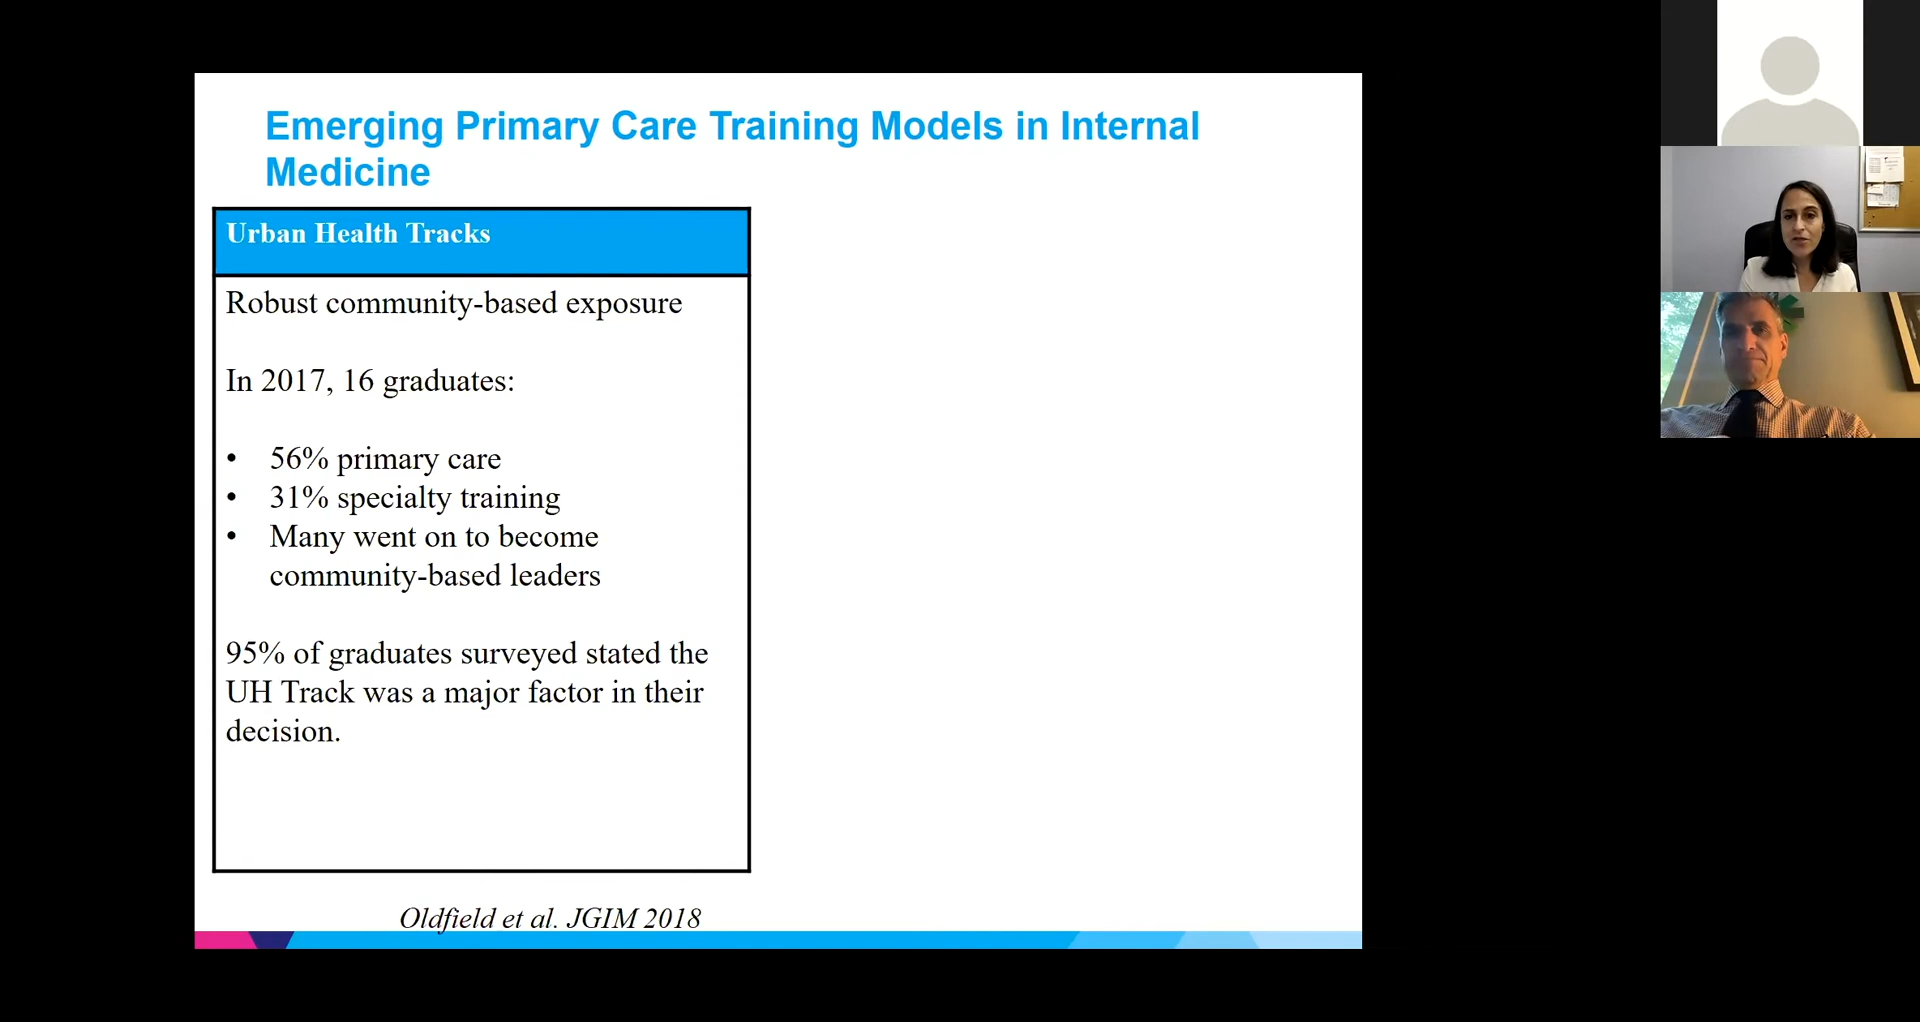 Emerging Primary Care Training Models in Internal
Medicine
Urban Health Tracks
Robust community-based exposure
In 2017, 16 graduates:
• 56% primary care
• 31% specialty training
• Many went on to become
community-based leaders
95% of graduates surveyed stated the
UH Track was a major factor in their
decision.
Oldfield et al. JGIM 2018